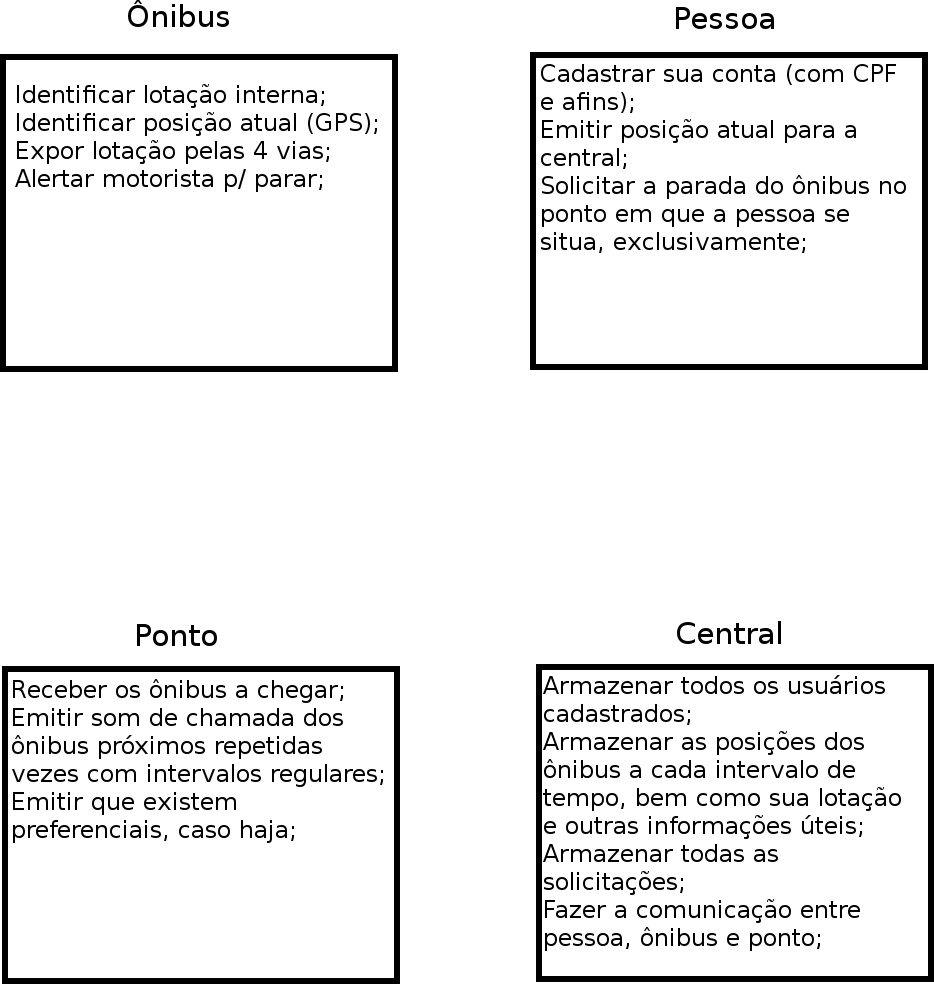 Ônibus
Identificar lotação interna;
Identificar posição atual (GPS);
Expor lotação pelas 4 vias;
Alertar motorista p/ parar;
Pessoa
Cadastrar sua conta (com CPF
e afins);
Emitir posição atual para a
central;
Solicitar a parada do ônibus no
ponto em que a pessoa se
situa, exclusivamente;
Ponto
Receber os ônibus a chegar;
Emitir som de chamada dos
ônibus próximos repetidas
vezes com intervalos regulares;
Emitir que existem
preferenciais, caso haja;
Central
Armazenar todos os usuários
cadastrados;
Armazenar as posições dos
ônibus a cada intervalo de
tempo, bem como sua lotação
e outras informações úteis;
Armazenar todas as
solicitações;
Fazer a comunicação entre
pessoa, ônibus e ponto;